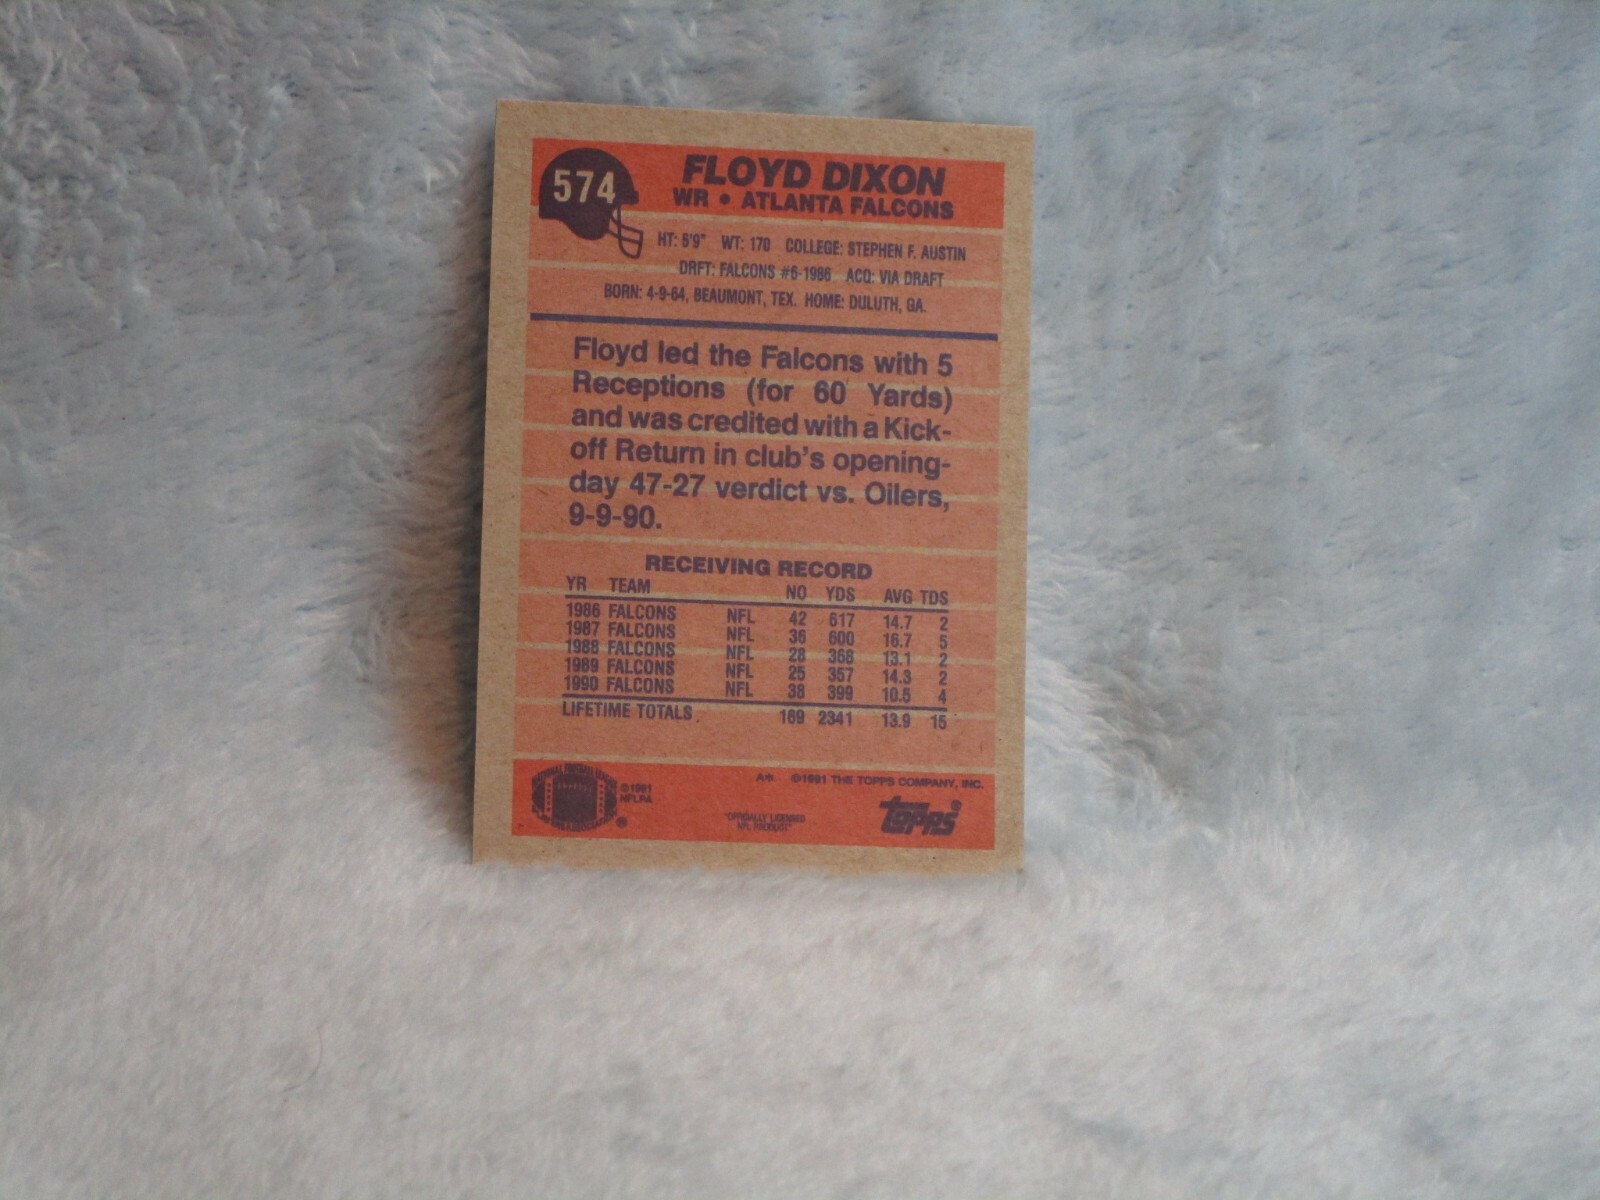 574
FLOYD DIXON
WR • ATLANTA FALCONS
HT: 5'9" WT: 170 COLLEGE: STEPHEN F. AUSTIN
DRFT: FALCONS #6-1986 ACQ: VIA DRAFT
BORN: 4-9-64, BEAUMONT, TEX. HOME: DULUTH, GA.
Floyd led the Falcons with 5
Receptions (for 60 Yards)
and was credited with a Kick-
off Return in club's opening-
day 47-27 verdict vs. Oilers,
9-9-90.
RECEIVING RECORD
YR TEAM NO YDS AVG TDS
1986 FALCONS NFL 42 617 14.7 2
1987 FALCONS NFL 36 600 16.7 5
1988 FALCONS NFL 28 368 13.1 2
1989 FALCONS NFL 25 357 14.3 2
1990 FALCONS NFL 38 399 10.5 4
LIFETIME TOTALS 169 2341 13.9 15
A* ©1991 THE TOPPS COMPANY, INC.
©1991
NFLPA
"OFFICIALLY LICENSED
NFL PRODUCT"
topps®